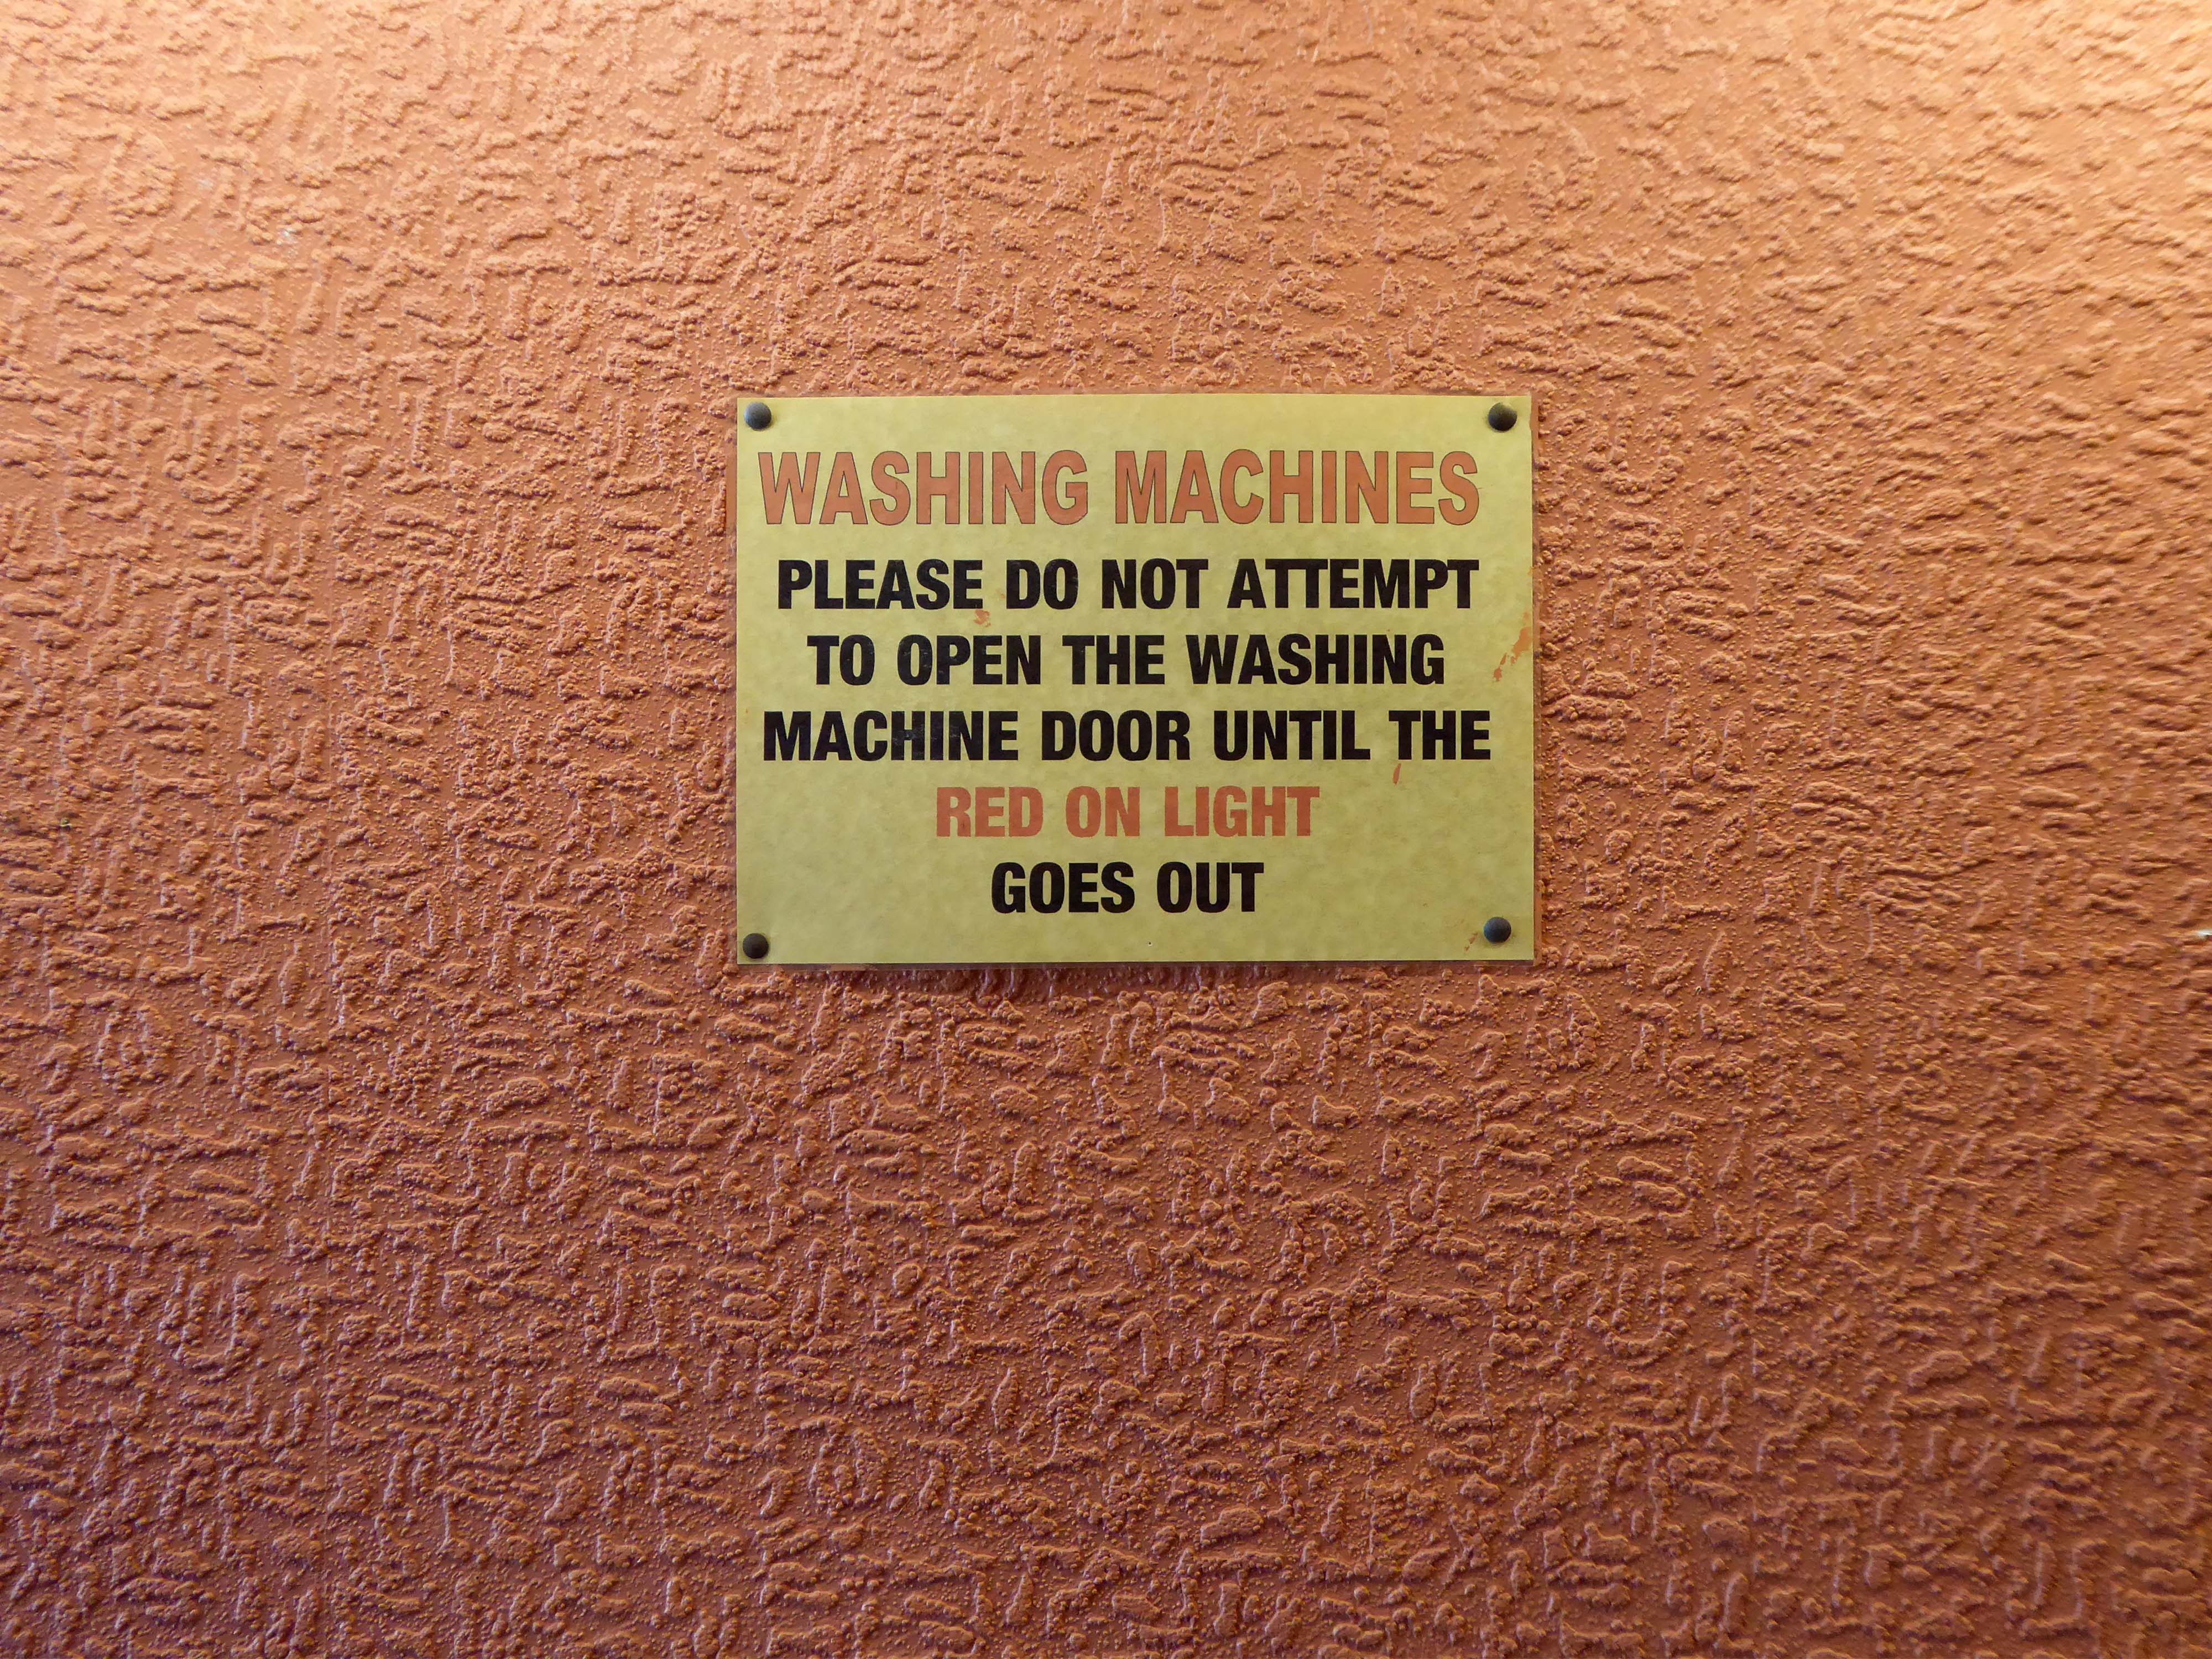 WASHING MACHINES
PLEASE DO NOT ATTEMPT
TO OPEN THE WASHING
MACHINE DOOR UNTIL THE
RED ON LIGHT
GOES OUT